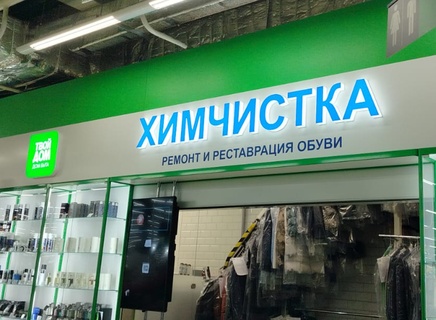 ХИМЧИСТКА
РЕМОНТ И РЕСТАВРАЦИЯ ОБУВИ
ТВОЙ
ДОМ